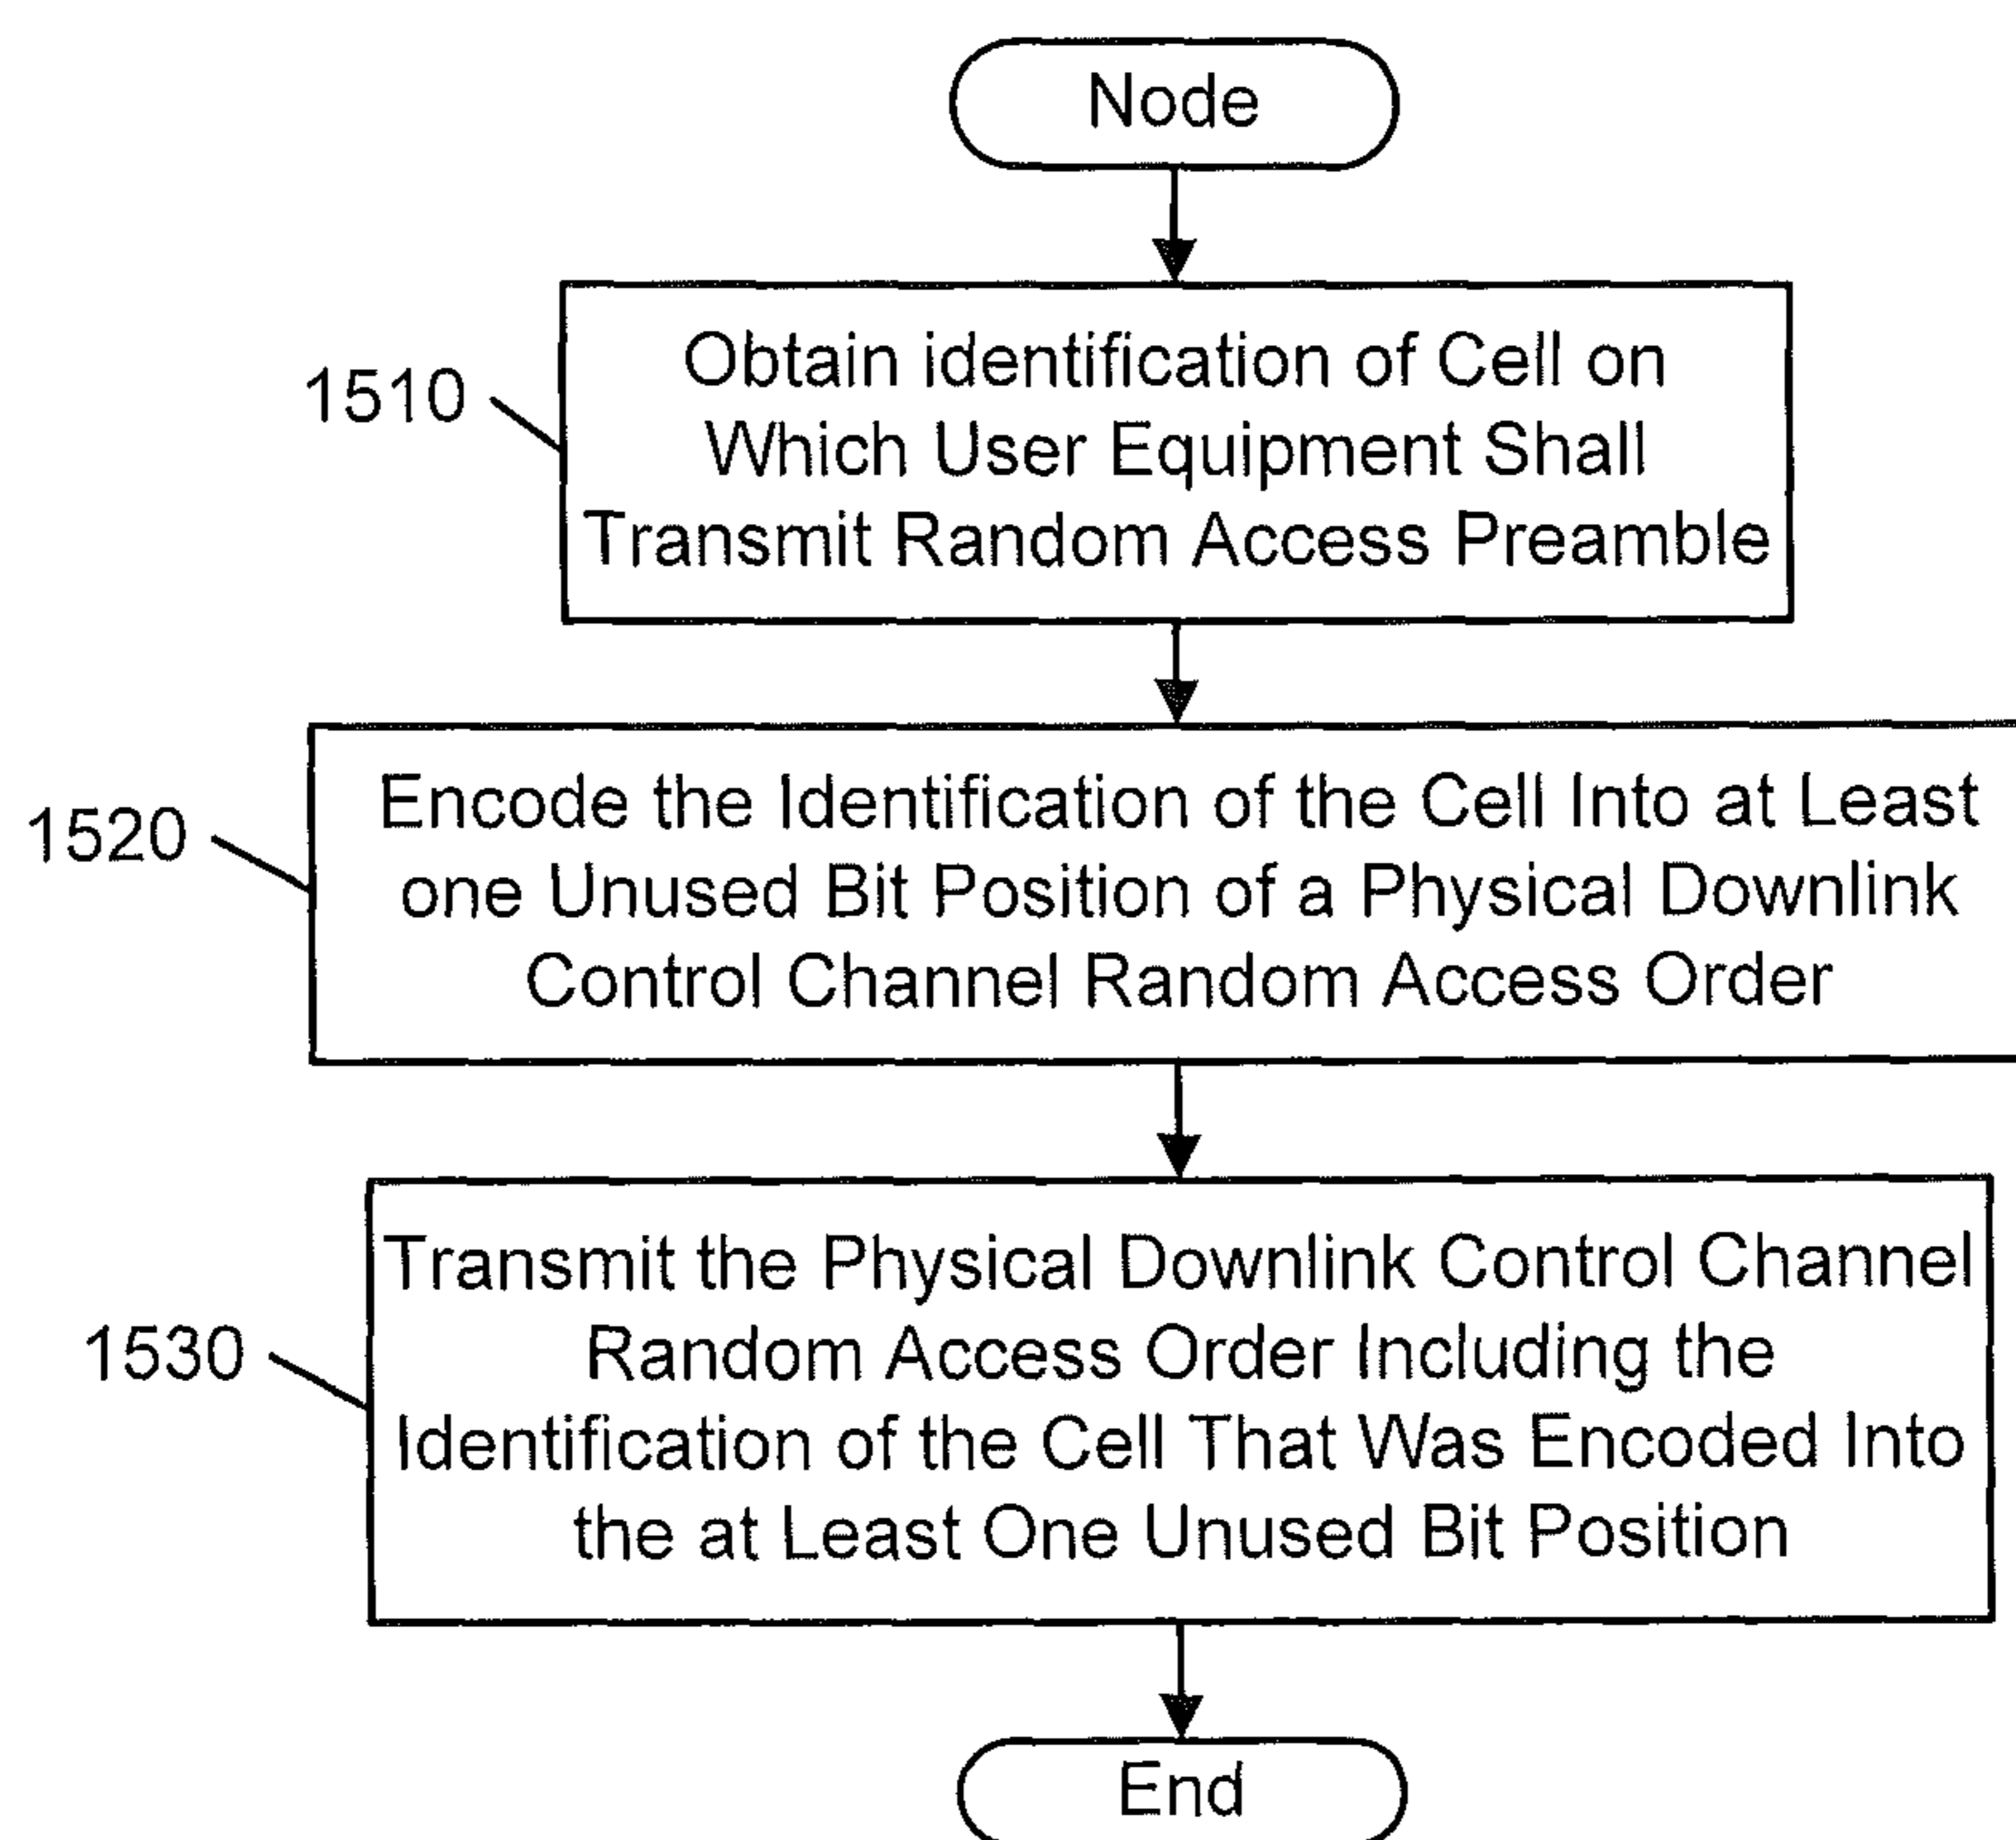 Node
1510
Obtain identification of Cell on
Which User Equipment Shall
Transmit Random Access Preamble
1520
Encode the Identification of the Cell Into at Least
one Unused Bit Position of a Physical Downlink
Control Channel Random Access Order
1530
Transmit the Physical Downlink Control Channel
Random Access Order Including the
Identification of the Cell That Was Encoded Into
the at Least One Unused Bit Position
End